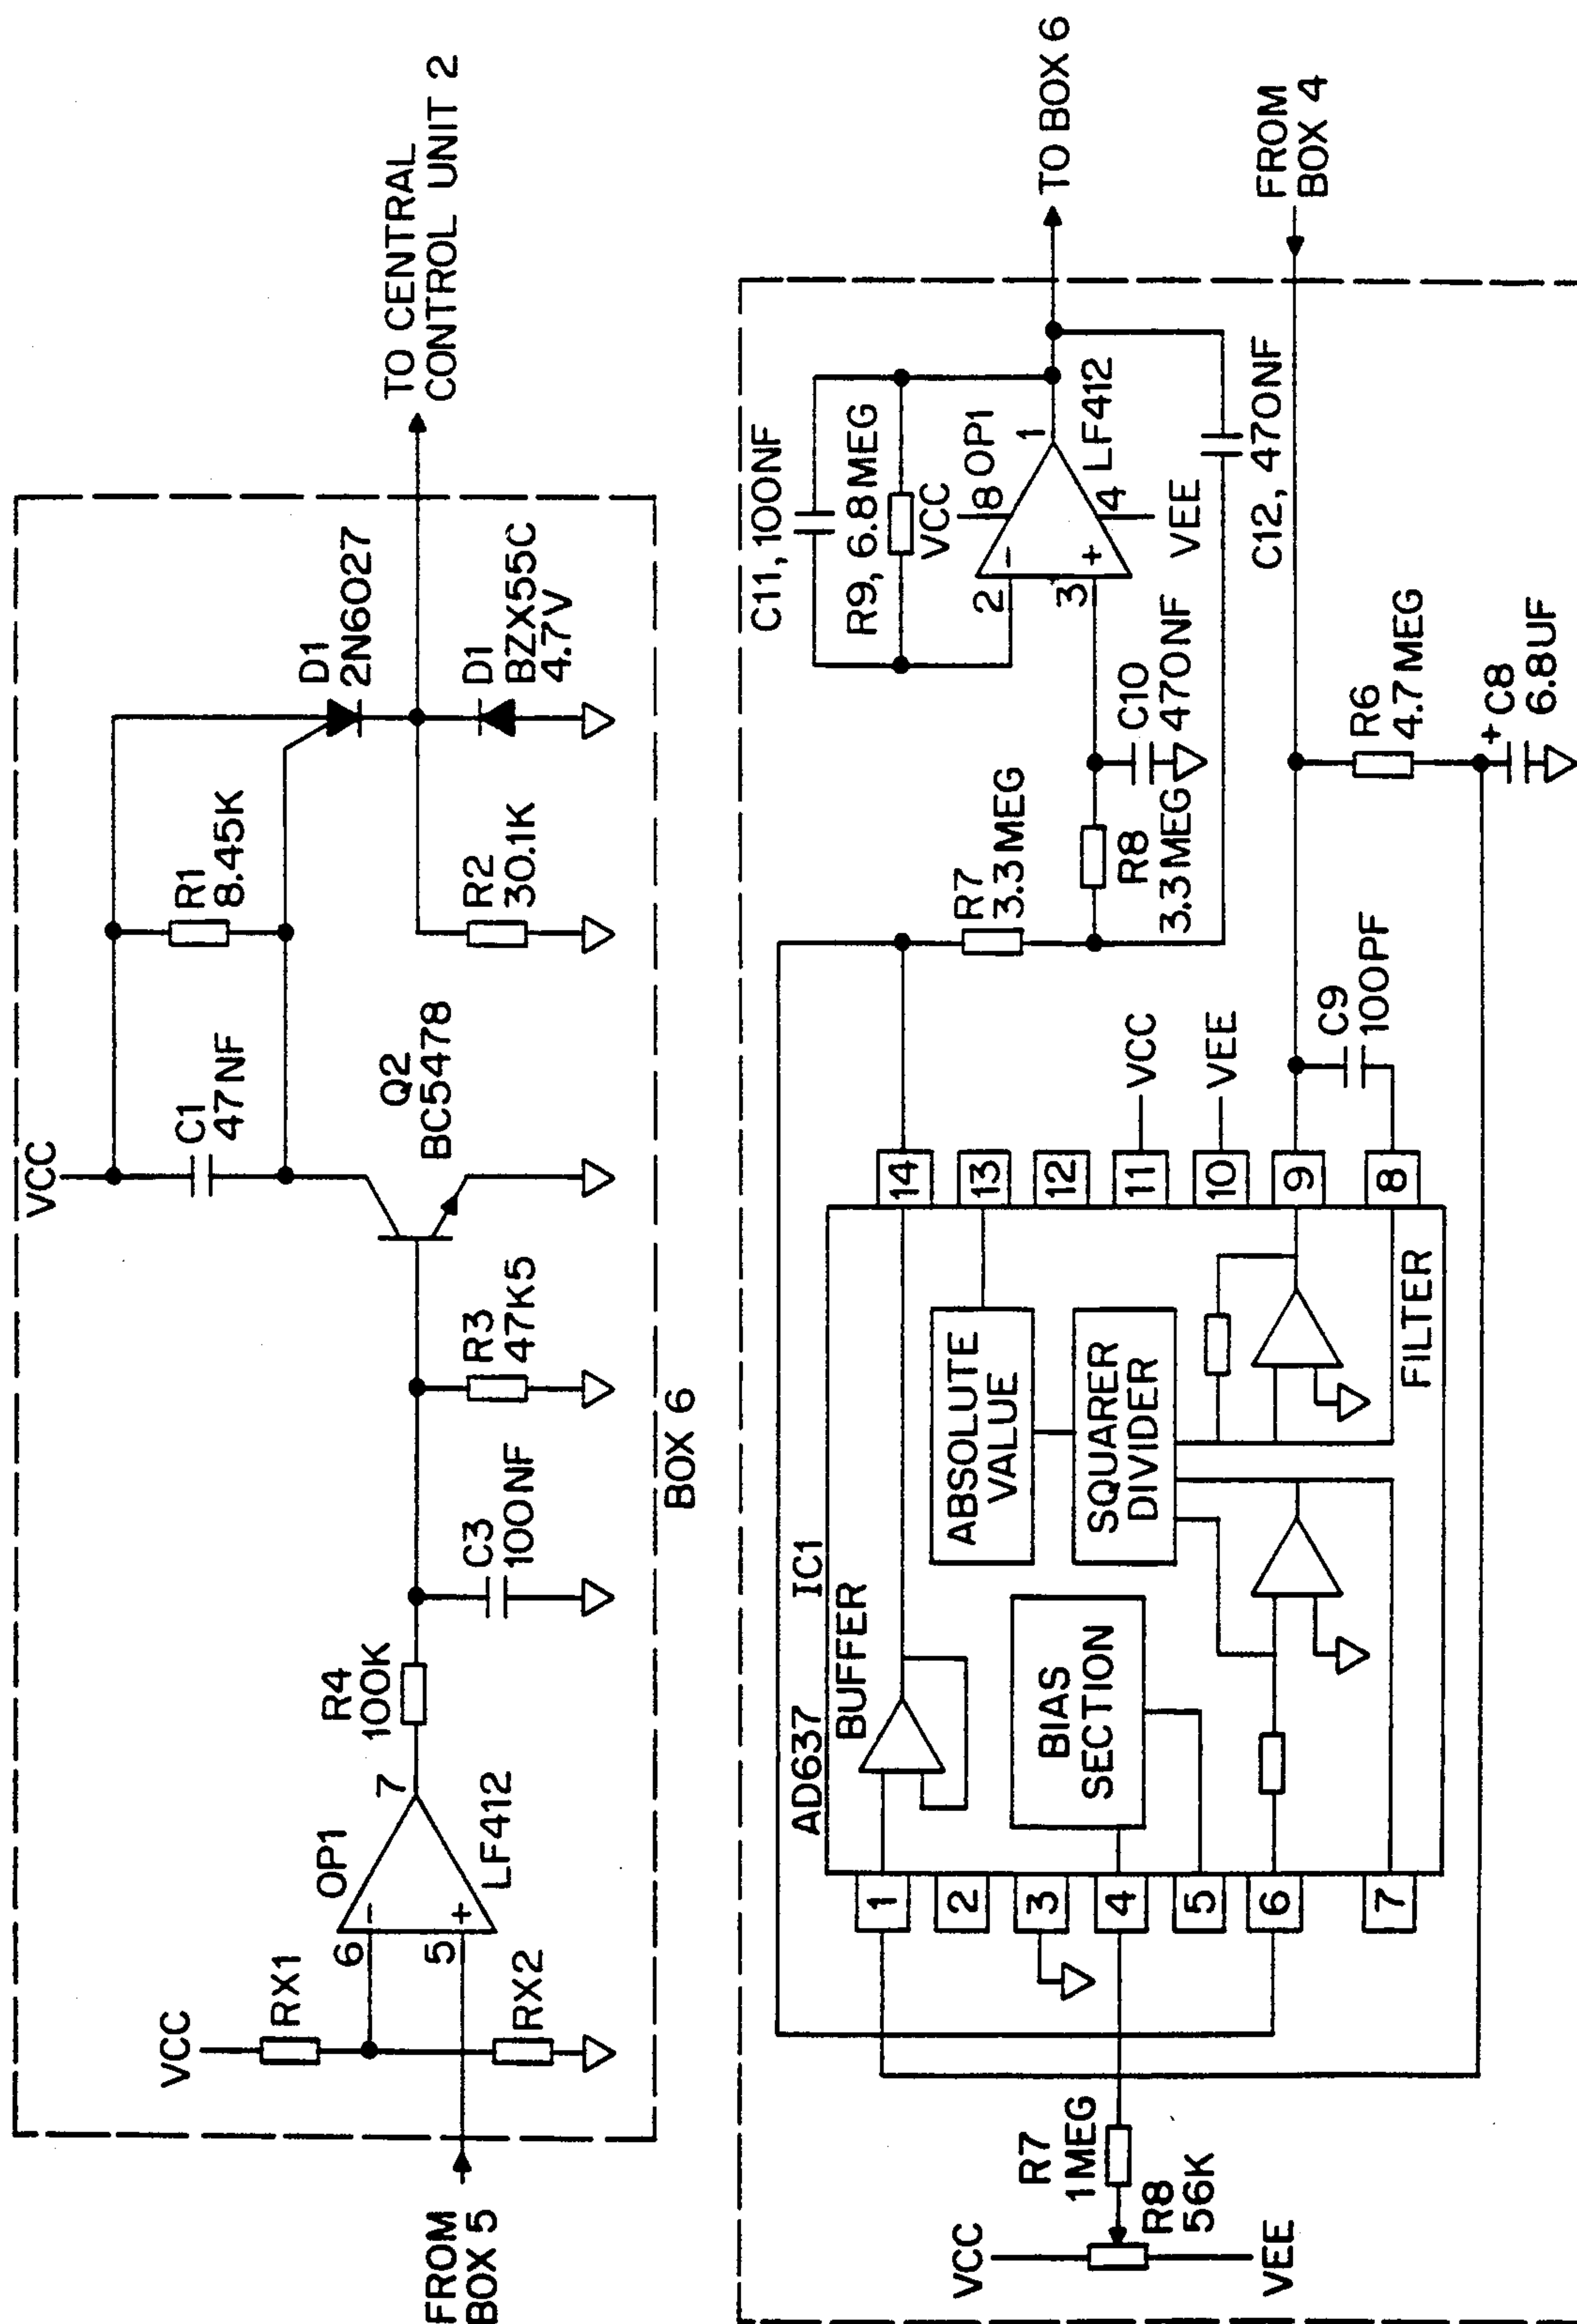 VCC
RX1
RX2
FROM
BOX 5
6
5
-
+
OP1
7
LF412
R4
100K
C3
100NF
R3
47K5
VCC
C1
47NF
Q2
BC5478
R1
8.45K
R2
30.1K
D1
2N6027
D1
BZX55C
4.7V
TO CENTRAL
CONTROL UNIT 2
BOX 6
VCC
VEE
R7
1MEG
R8
56K
AD637 IC1
BUFFER
BIAS
SECTION
ABSOLUTE
VALUE
SQUARER
DIVIDER
FILTER
1
2
3
4
5
6
7
14
13
12
11
10
9
8
VCC
VEE
C9
100PF
R7
3.3MEG
R8
3.3MEG
C10
470NF
C11, 100NF
R9, 6.8MEG
VCC
8
OP1
2
3
-
+
1
4
LF412
VEE
C12, 470NF
R6
4.7MEG
+
C8
6.8UF
TO BOX 6
FROM
BOX 4